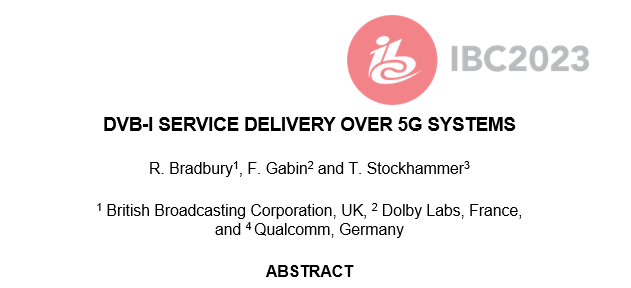 ibc IBC2023
DVB-I SERVICE DELIVERY OVER 5G SYSTEMS
R. Bradbury¹, F. Gabin² and T. Stockhammer³
¹ British Broadcasting Corporation, UK, ² Dolby Labs, France,
and ⁴ Qualcomm, Germany
ABSTRACT